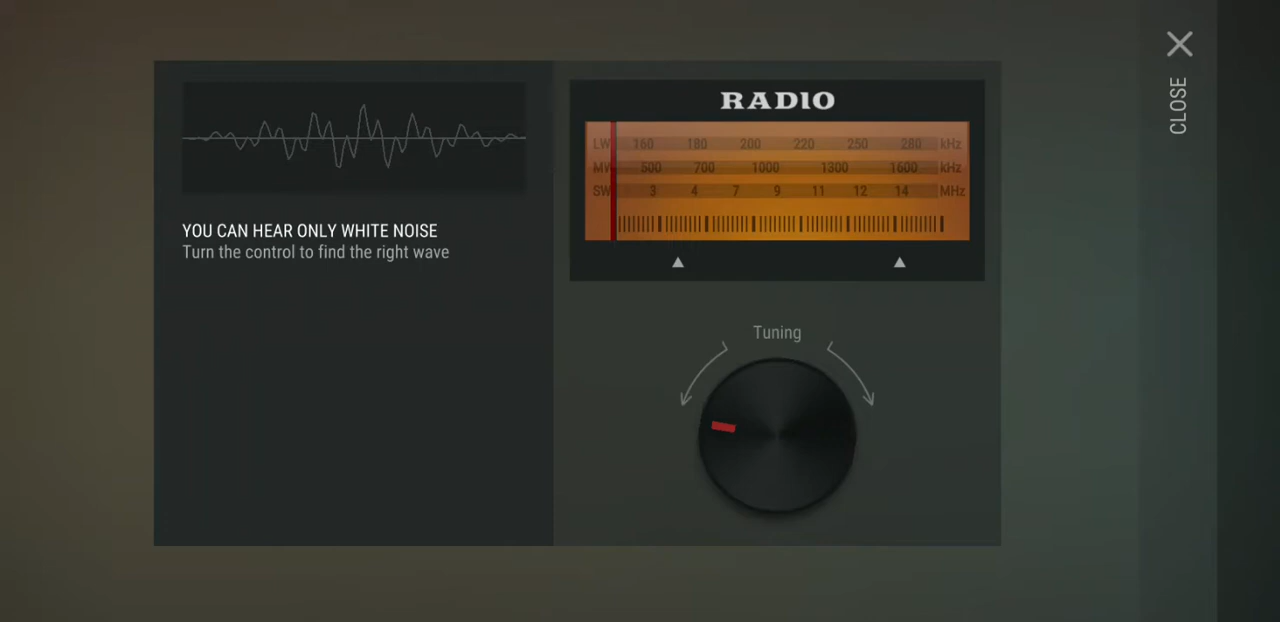 YOU CAN HEAR ONLY WHITE NOISE
Turn the control to find the right wave
RADIO
LW 160 180 200 220 250 280 kHz
MW 500 700 1000 1300 1600 kHz
SW 3 4 7 9 11 12 14 MHz
Tuning
CLOSE